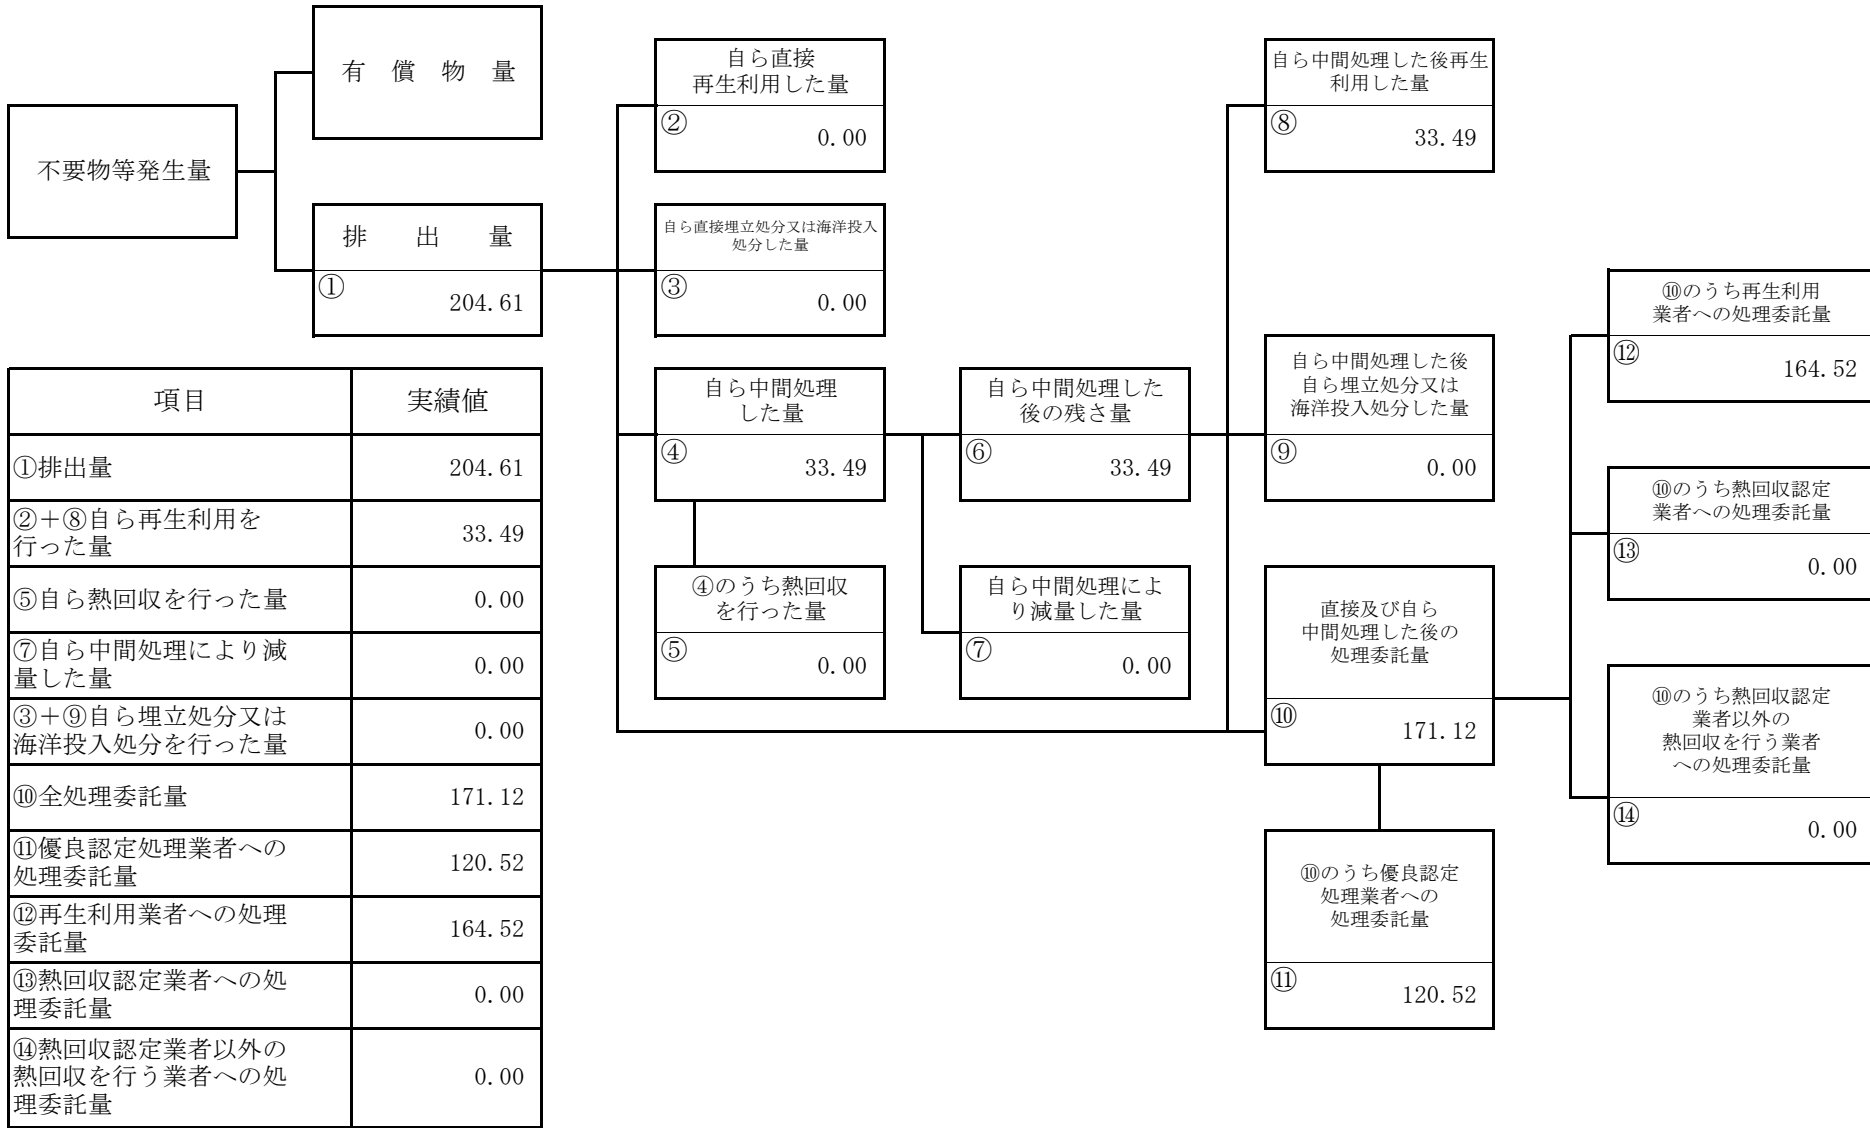 不要物等発生量
有 償 物 量
排 出 量
① 204.61
自ら直接
再生利用した量
② 0.00
自ら直接埋立処分又は海洋投入
処分した量
③ 0.00
自ら中間処理
した量
④ 33.49
④のうち熱回収
を行った量
⑤ 0.00
自ら中間処理した
後の残さ量
⑥ 33.49
自ら中間処理によ
り減量した量
⑦ 0.00
自ら中間処理した後再生
利用した量
⑧ 33.49
自ら中間処理した後
自ら埋立処分又は
海洋投入処分した量
⑨ 0.00
直接及び自ら
中間処理した後の
処理委託量
⑩ 171.12
⑩のうち優良認定
処理業者への
処理委託量
⑪ 120.52
⑩のうち再生利用
業者への処理委託量
⑫ 164.52
⑩のうち熱回収認定
業者への処理委託量
⑬ 0.00
⑩のうち熱回収認定
業者以外の
熱回収を行う業者
への処理委託量
⑭ 0.00
項目 実績値
①排出量 204.61
②＋⑧自ら再生利用を
行った量 33.49
⑤自ら熱回収を行った量 0.00
⑦自ら中間処理により減
量した量 0.00
③＋⑨自ら埋立処分又は
海洋投入処分を行った量 0.00
⑩全処理委託量 171.12
⑪優良認定処理業者への
処理委託量 120.52
⑫再生利用業者への処理
委託量 164.52
⑬熱回収認定業者への処
理委託量 0.00
⑭熱回収認定業者以外の
熱回収を行う業者への処
理委託量 0.00